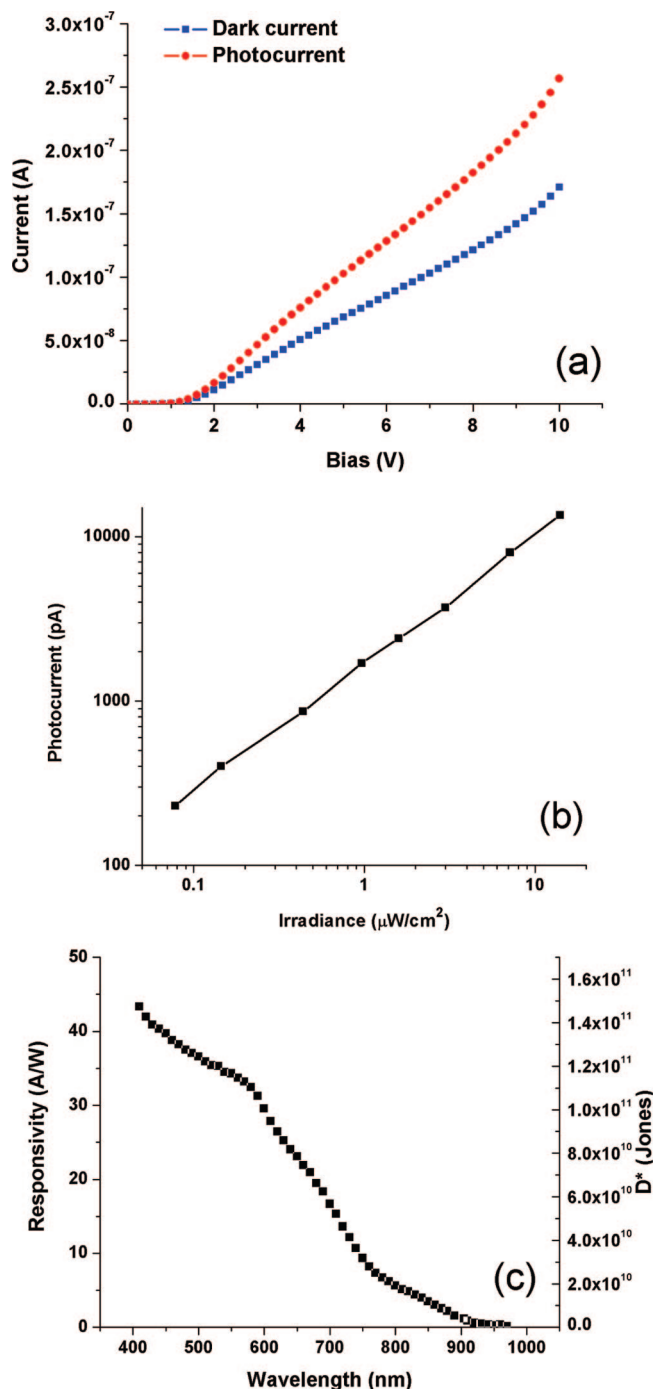 3.0x10⁻⁷
2.5x10⁻⁷
2.0x10⁻⁷
1.5x10⁻⁷
1.0x10⁻⁷
5.0x10⁻⁸
0.0
Current (A)
Dark current
Photocurrent
(a)
0 2 4 6 8 10
Bias (V)
10000
1000
100
Photocurrent (pA)
(b)
0.1 1 10
Irradiance (μW/cm²)
50
40
30
20
10
0
Responsivity (A/W)
1.6x10¹¹
1.4x10¹¹
1.2x10¹¹
1.0x10¹¹
8.0x10¹⁰
6.0x10¹⁰
4.0x10¹⁰
2.0x10¹⁰
0.0
D* (Jones)
(c)
400 500 600 700 800 900 1000
Wavelength (nm)